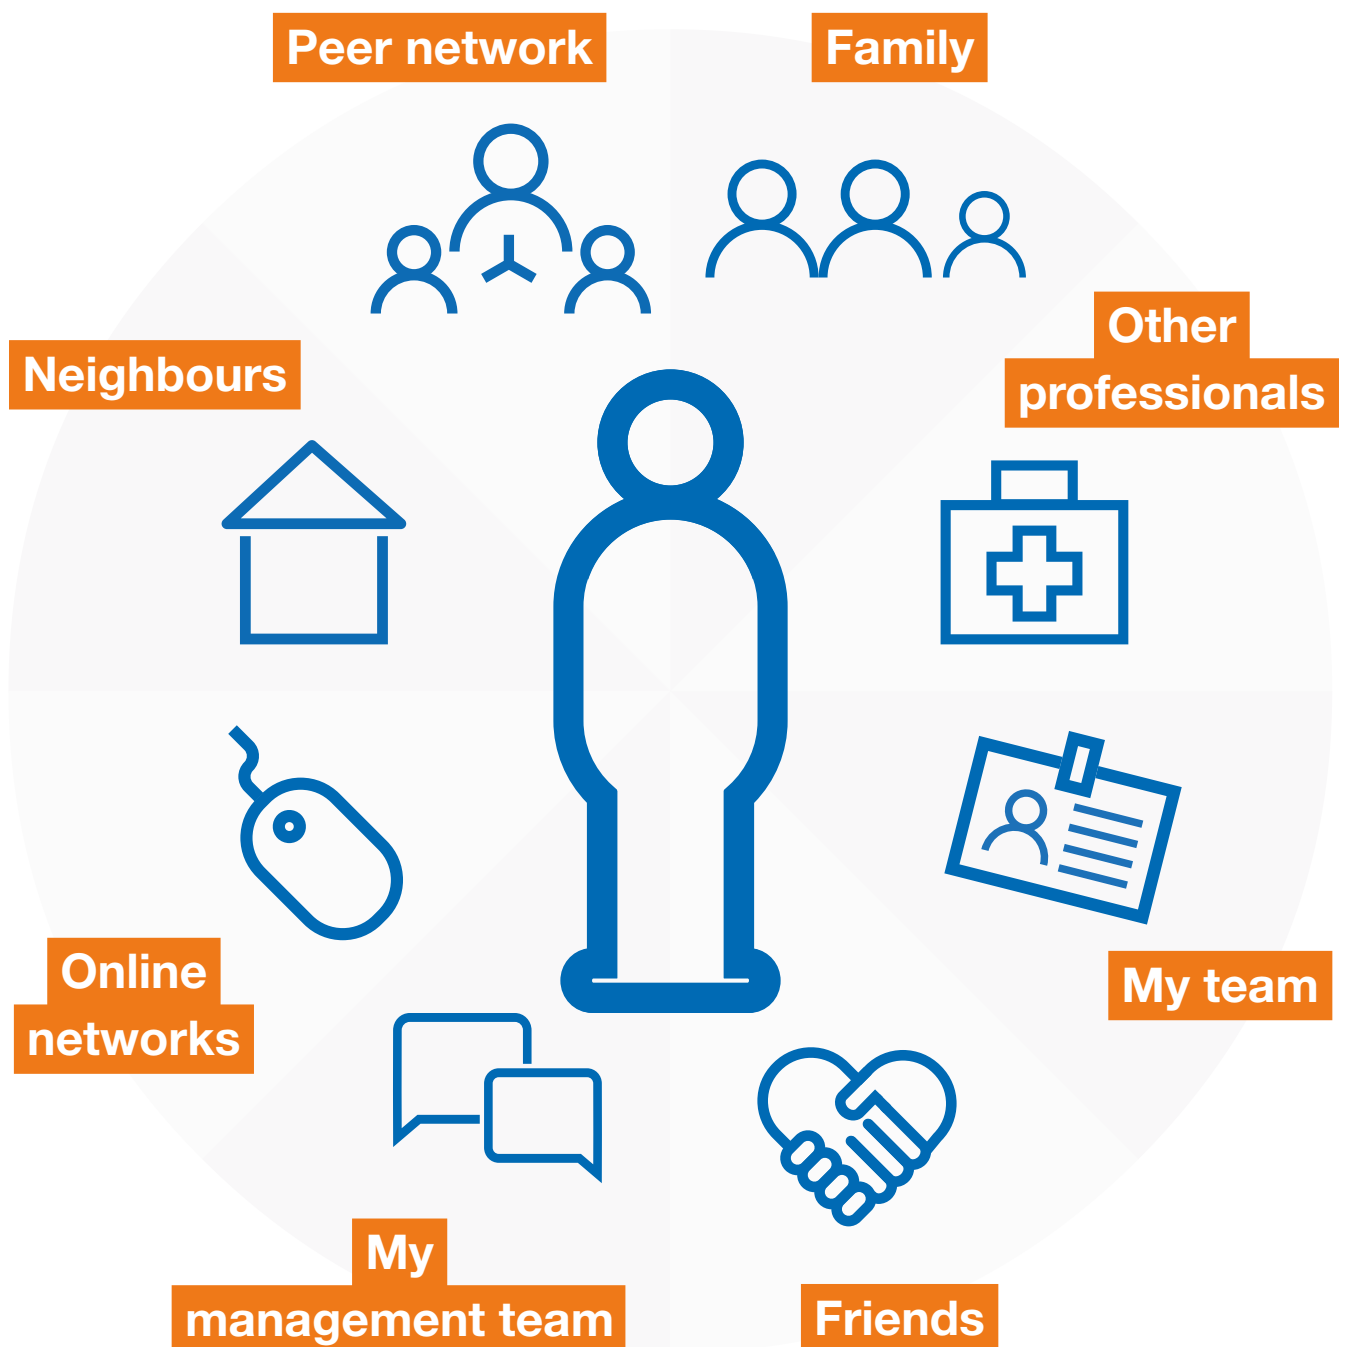 Peer network
Family
Other
professionals
Neighbours
My team
Online
networks
My
management team
Friends